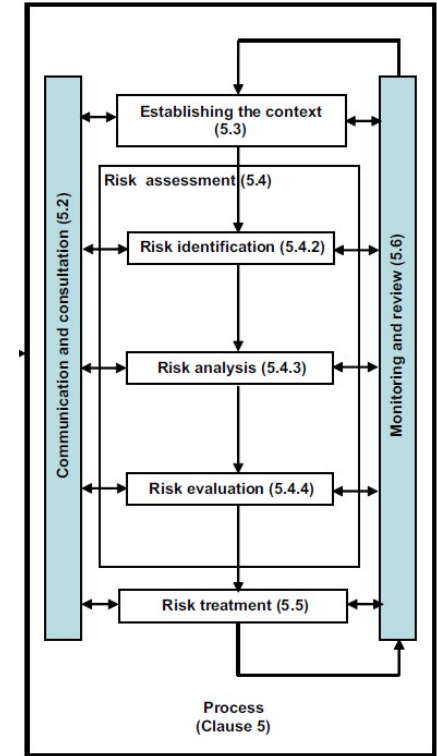 Establishing the context
(5.3)
Risk assessment (5.4)
Communication and consultation (5.2)
Monitoring and review (5.6)
Risk identification (5.4.2)
Risk analysis (5.4.3)
Risk evaluation (5.4.4)
Risk treatment (5.5)
Process
(Clause 5)